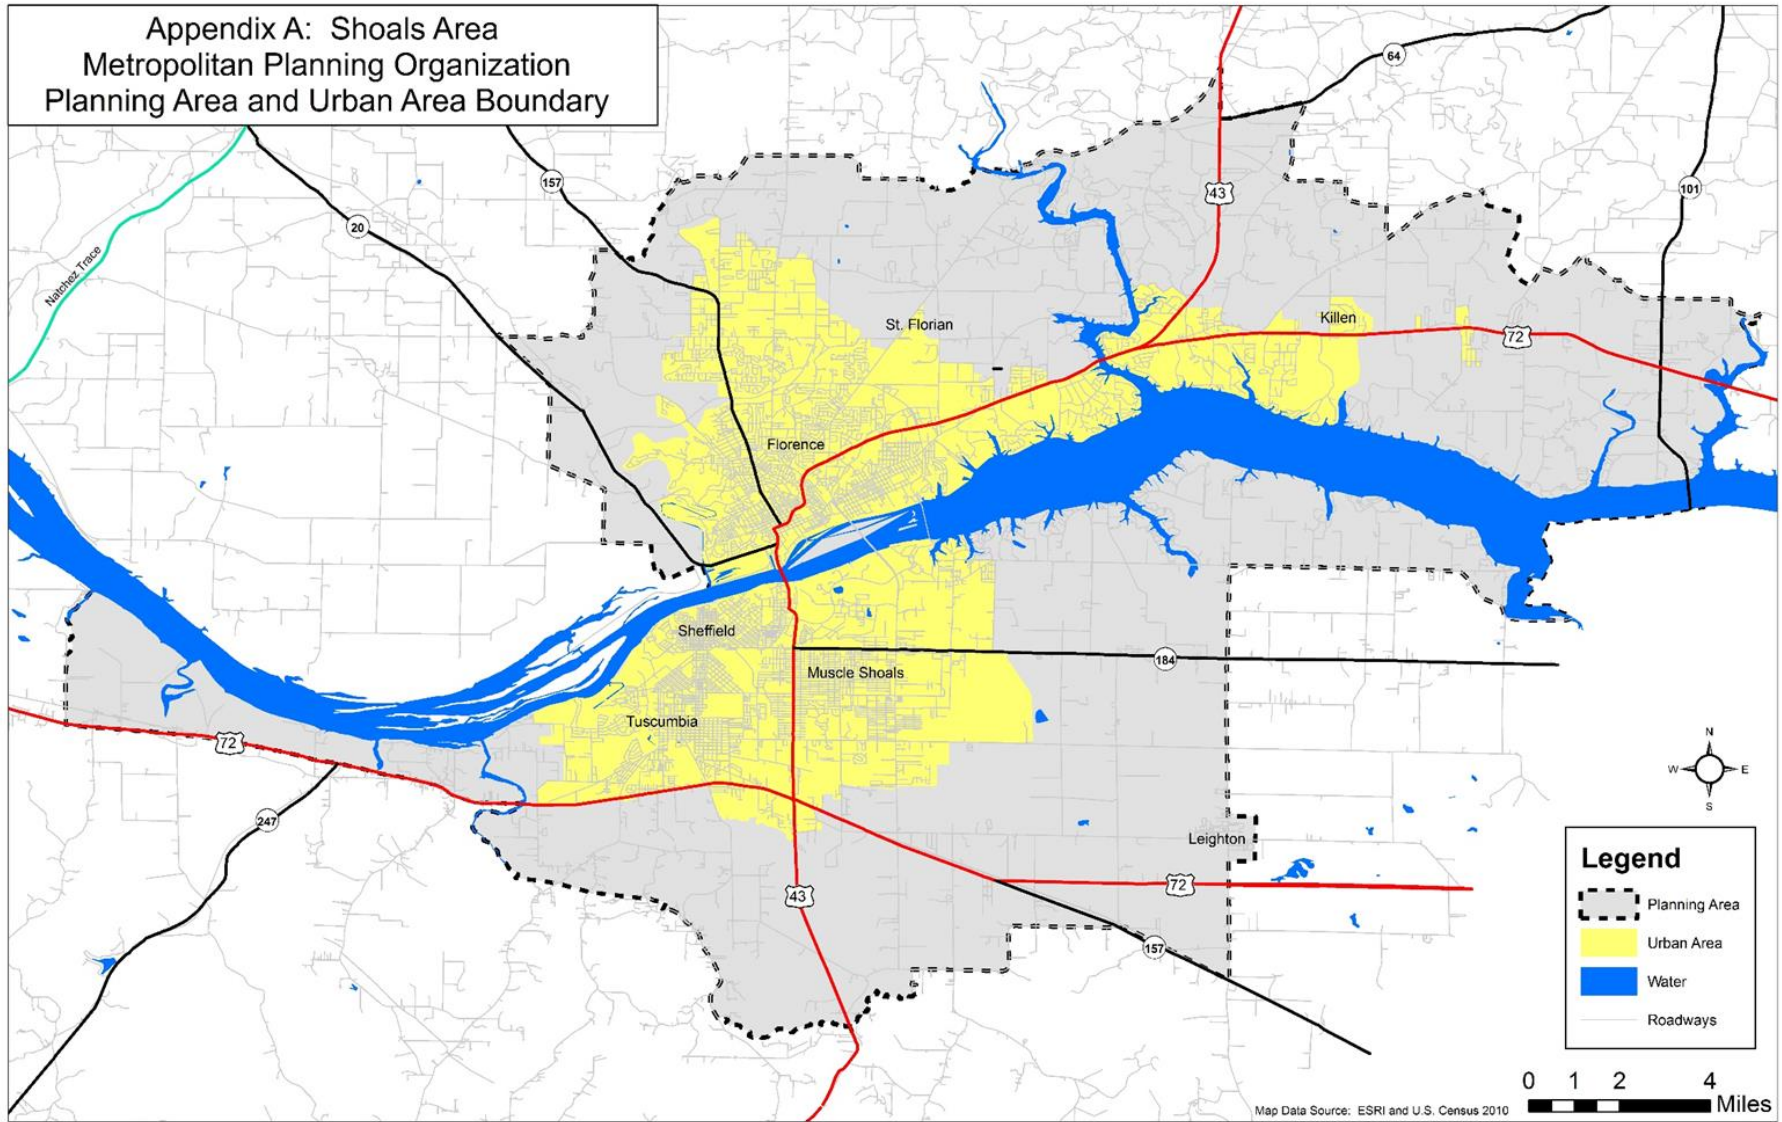 Appendix A: Shoals Area
Metropolitan Planning Organization
Planning Area and Urban Area Boundary
64
157
43
101
20
Natchez Trace
St. Florian
Killen
72
Florence
Sheffield
184
Muscle Shoals
Tuscumbia
72
N
W
E
S
247
Leighton
72
43
157
Legend
Planning Area
Urban Area
Water
Roadways
0 1 2 4
Miles
Map Data Source: ESRI and U.S. Census 2010